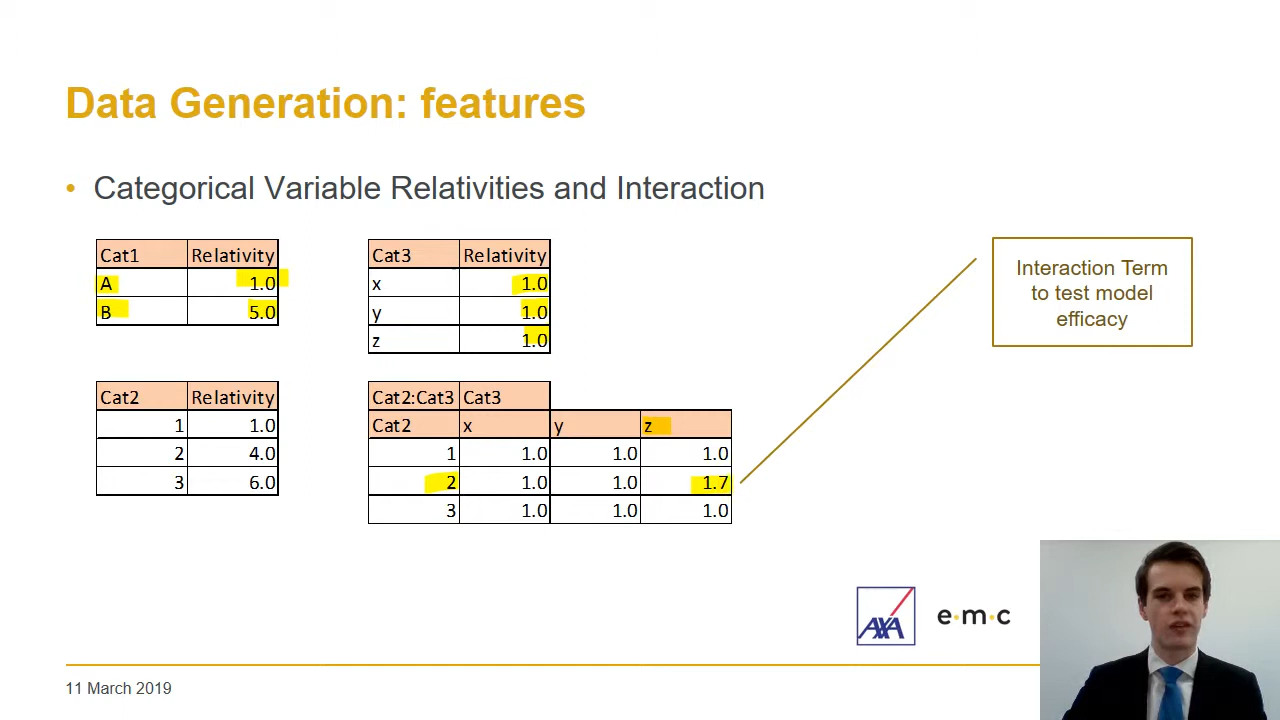 Data Generation: features
• Categorical Variable Relativities and Interaction
Cat1 Relativity
A 1.0
B 5.0
Cat3 Relativity
x 1.0
y 1.0
z 1.0
Cat2 Relativity
1 1.0
2 4.0
3 6.0
Cat2:Cat3 Cat3
Cat2 x y z
1 1.0 1.0 1.0
2 1.0 1.0 1.7
3 1.0 1.0 1.0
Interaction Term
to test model
efficacy
AXA
e·m·c
11 March 2019